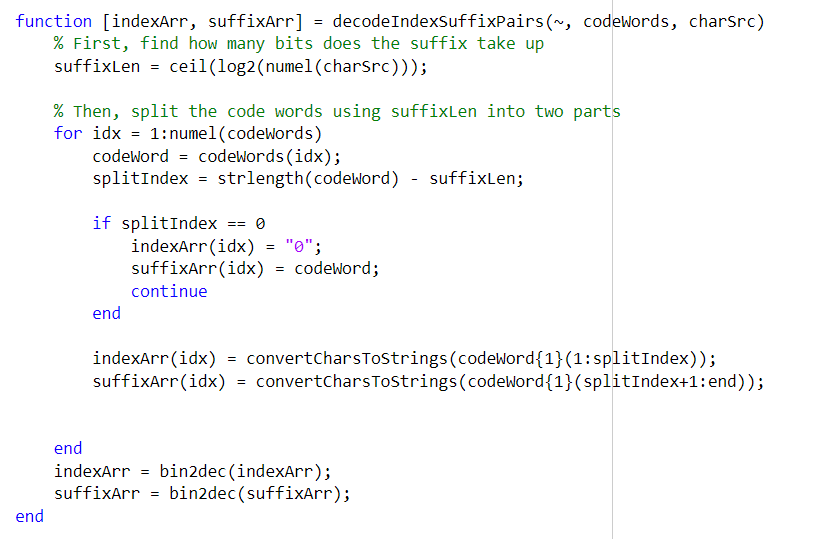 function [indexArr, suffixArr] = decodeIndexSuffixPairs(~, codeWords, charSrc)
    % First, find how many bits does the suffix take up
    suffixLen = ceil(log2(numel(charSrc)));
    % Then, split the code words using suffixLen into two parts
    for idx = 1:numel(codeWords)
        codeWord = codeWords(idx);
        splitIndex = strlength(codeWord) - suffixLen;
        if splitIndex == 0
            indexArr(idx) = "0";
            suffixArr(idx) = codeWord;
            continue
        end
        indexArr(idx) = convertCharsToStrings(codeWord{1}(1:splitIndex));
        suffixArr(idx) = convertCharsToStrings(codeWord{1}(splitIndex+1:end));
    end
    indexArr = bin2dec(indexArr);
    suffixArr = bin2dec(suffixArr);
end